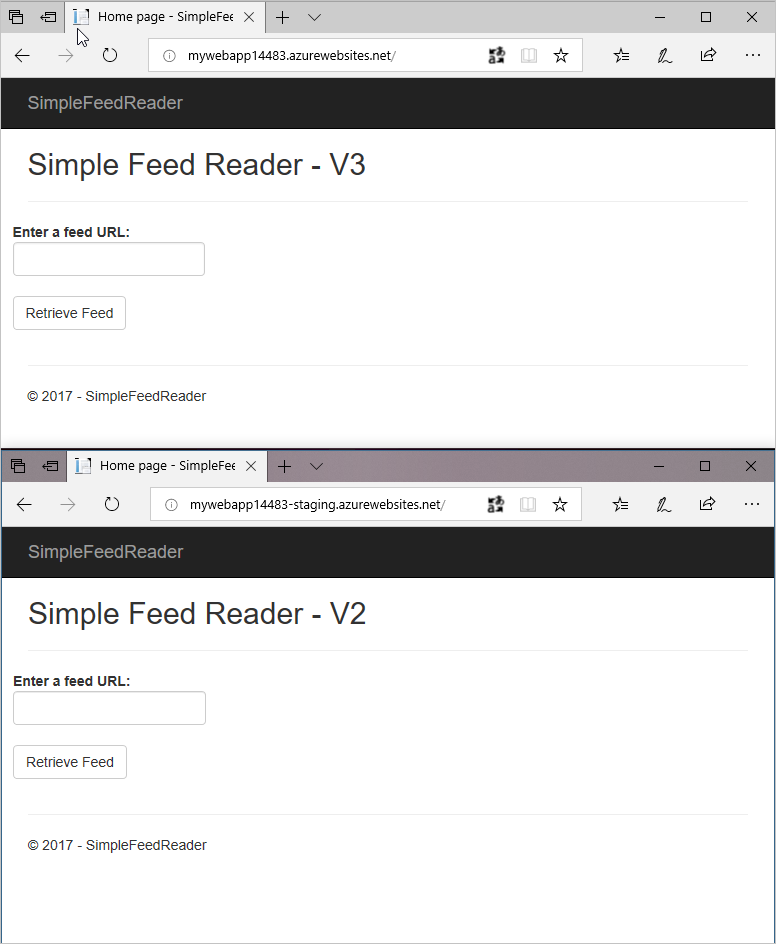 Home page - SimpleFee
mywebapp14483.azurewebsites.net/
SimpleFeedReader
Simple Feed Reader - V3
Enter a feed URL:
Retrieve Feed
© 2017 - SimpleFeedReader
Home page - SimpleFee
mywebapp14483-staging.azurewebsites.net/
SimpleFeedReader
Simple Feed Reader - V2
Enter a feed URL:
Retrieve Feed
© 2017 - SimpleFeedReader